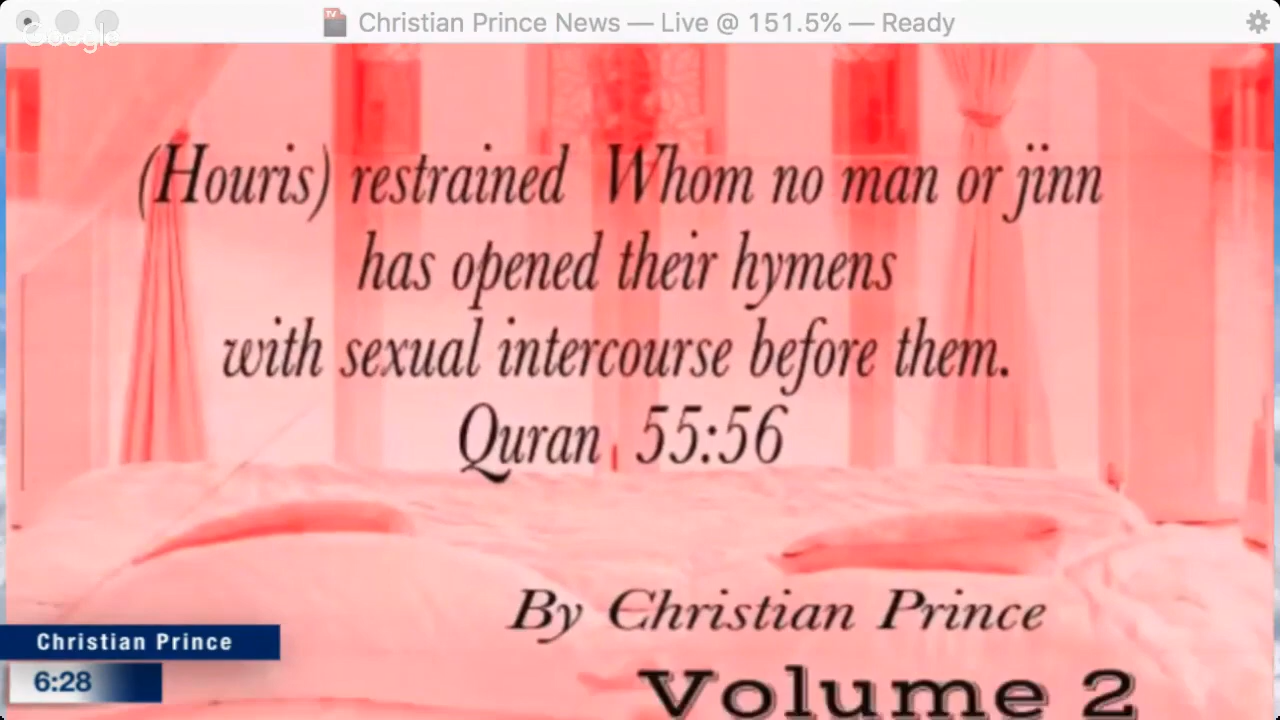 Christian Prince News — Live @ 151.5% — Ready
Google
(Houris) restrained Whom no man or jinn
has opened their hymens
with sexual intercourse before them.
Quran 55:56
By Christian Prince
Volume 2
Christian Prince
6:28